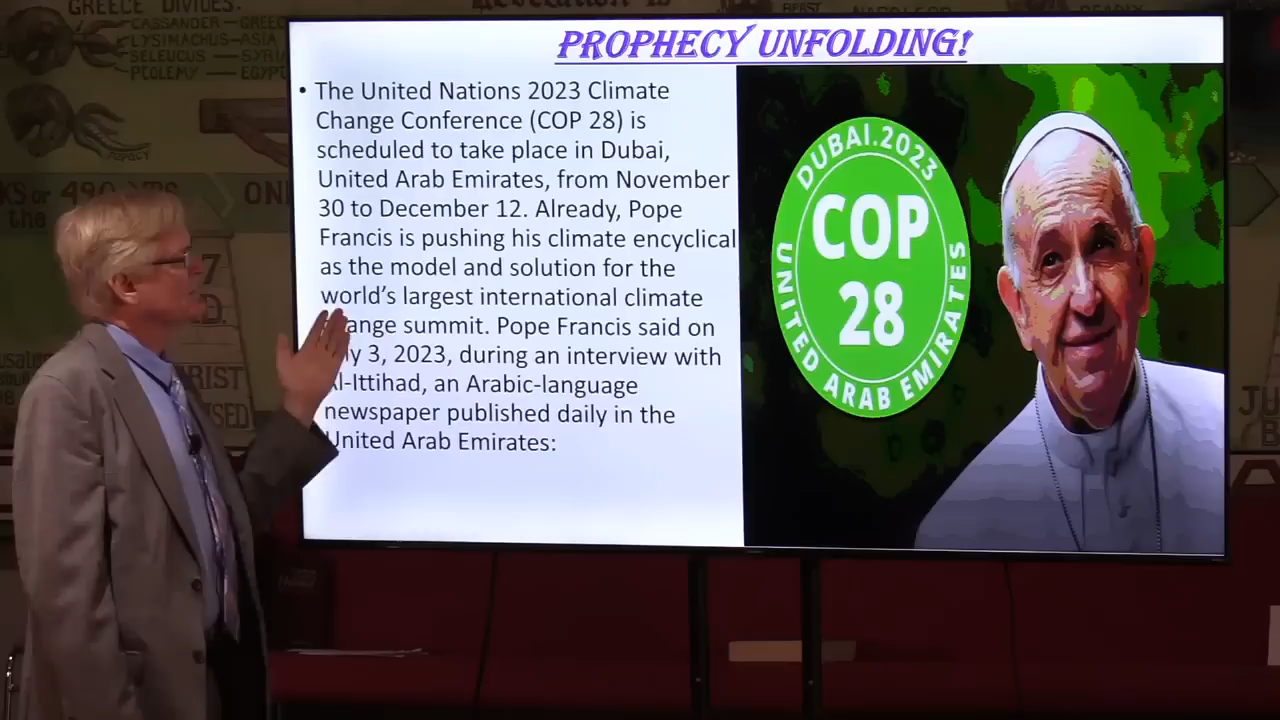 GREECE DIVIDES:
CASSANDER—GREECE
LYSIMACHUS—ASIA
SELEUCUS—SYRIA
PTOLEMY—EGYPT
PROPHECY UNFOLDING!
• The United Nations 2023 Climate
Change Conference (COP 28) is
scheduled to take place in Dubai,
United Arab Emirates, from November
30 to December 12. Already, Pope
Francis is pushing his climate encyclical
as the model and solution for the
world's largest international climate
ange summit. Pope Francis said on
ly 3, 2023, during an interview with
Al-Ittihad, an Arabic-language
newspaper published daily in the
United Arab Emirates:
DUBAI.2023
COP
28
UNITED ARAB EMIRATES